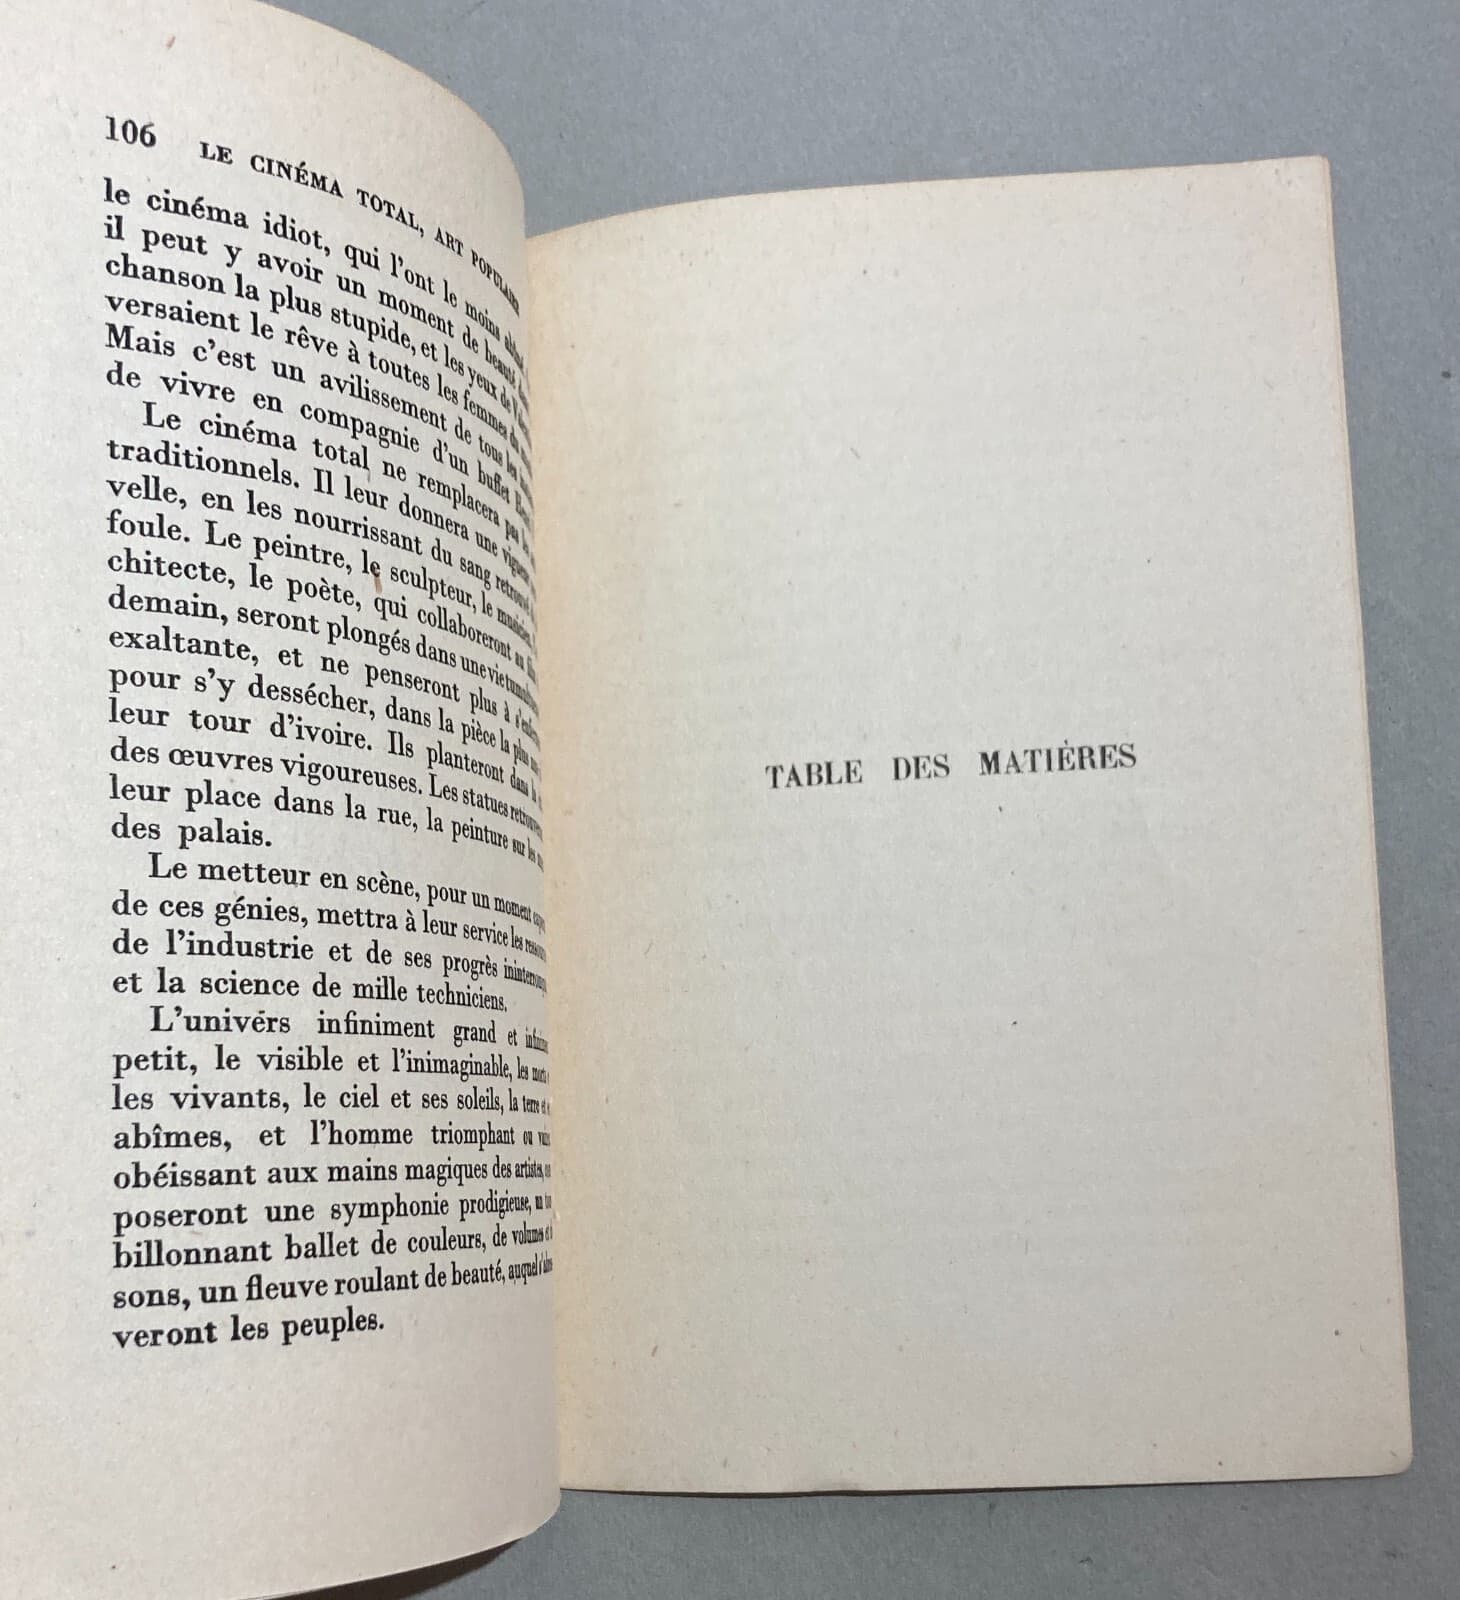 106 LE CINÉMA TOTAL, ART POPULAIRE
le cinéma idiot, qui l'ont le moins
il peut y avoir un moment de beauté
chanson la plus stupide, et les yeux de
versaient le rêve à toutes les femmes du
Mais c'est un avilissement de tous les
de vivre en compagnie d'un buffet
Le cinéma total ne remplacera pas les
traditionnels. Il leur donnera une vigueur
velle, en les nourrissant du sang retrouvé
foule. Le peintre, le sculpteur, le musicien,
chitecte, le poète, qui collaboreront au
demain, seront plongés dans une vie
exaltante, et ne penseront plus à
pour s'y dessécher, dans la pièce la plus
leur tour d'ivoire. Ils planteront dans la
des œuvres vigoureuses. Les statues
leur place dans la rue, la peinture sur les
des palais.
Le metteur en scène, pour un moment
de ces génies, mettra à leur service les
de l'industrie et de ses progrès
et la science de mille techniciens.
L'univers infiniment grand et
petit, le visible et l'inimaginable, les morts
les vivants, le ciel et ses soleils, la terre et
abîmes, et l'homme triomphant ou
obéissant aux mains magiques des artistes,
poseront une symphonie prodigieuse, un
billonnant ballet de couleurs, de volumes et
sons, un fleuve roulant de beauté, auquel
veront les peuples.
TABLE DES MATIÈRES